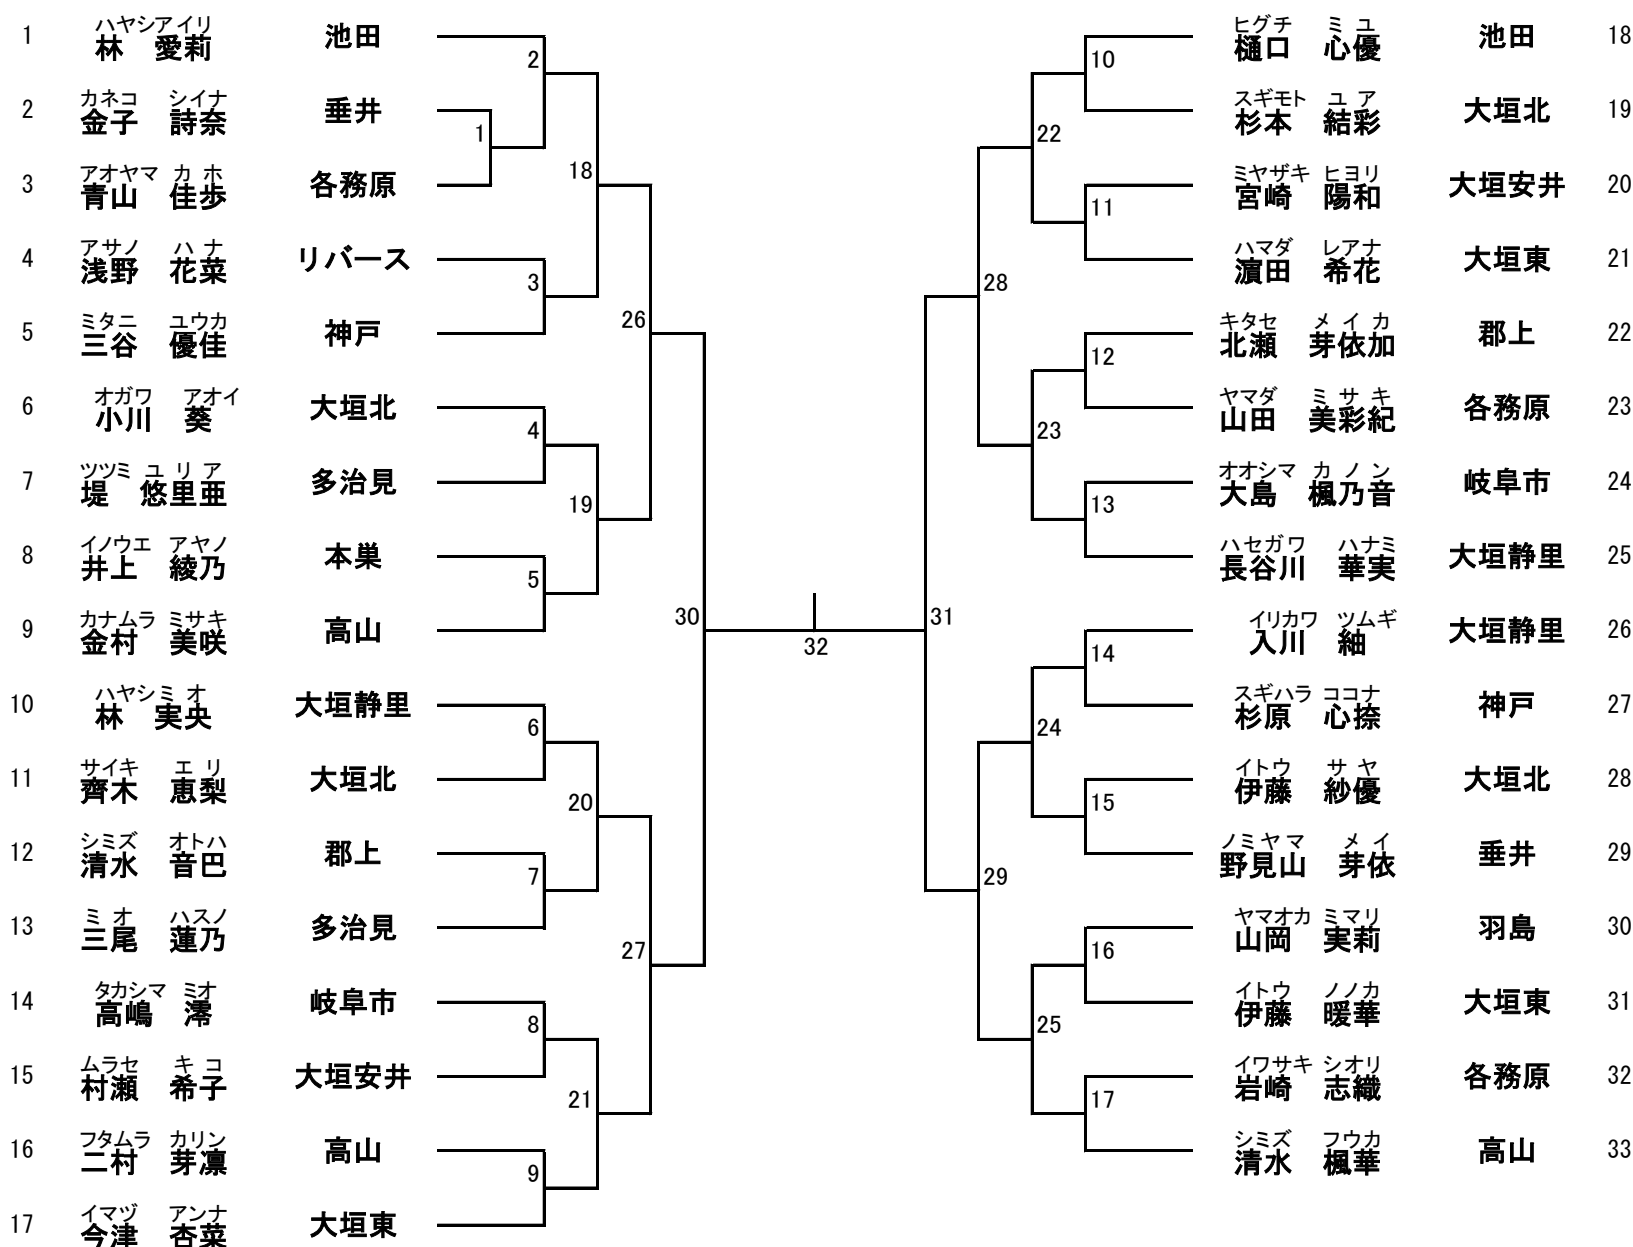 1 ハヤシアイリ
林 愛莉 池田
2 カネコ シイナ
金子 詩奈 垂井
3 アオヤマ カホ
青山 佳歩 各務原
4 アサノ ハナ
浅野 花菜 リバース
5 ミタニ ユウカ
三谷 優佳 神戸
6 オガワ アオイ
小川 葵 大垣北
7 ツツミ ユリア
堤 悠里亜 多治見
8 イノウエ アヤノ
井上 綾乃 本巣
9 カナムラ ミサキ
金村 美咲 高山
10 ハヤシミオ
林 実央 大垣静里
11 サイキ エリ
齊木 恵梨 大垣北
12 シミズ オトハ
清水 音巴 郡上
13 ミオ ハスノ
三尾 蓮乃 多治見
14 タカシマ ミオ
高嶋 澪 岐阜市
15 ムラセ キコ
村瀬 希子 大垣安井
16 フタムラ カリン
二村 芽凛 高山
17 イマヅ アンナ
今津 杏菜 大垣東
2
1
18
3
26
4
19
5
30
6
20
7
27
8
21
9
32
31
10
22
11
28
12
23
13
14
24
15
29
16
25
17
ヒグチ ミユ
樋口 心優 池田 18
スギモト ユア
杉本 結彩 大垣北 19
ミヤザキ ヒヨリ
宮崎 陽和 大垣安井 20
ハマダ レアナ
濵田 希花 大垣東 21
キタセ メイカ
北瀬 芽依加 郡上 22
ヤマダ ミサキ
山田 美彩紀 各務原 23
オオシマ カノン
大島 楓乃音 岐阜市 24
ハセガワ ハナミ
長谷川 華実 大垣静里 25
イリカワ ツムギ
入川 紬 大垣静里 26
スギハラ ココナ
杉原 心捺 神戸 27
イトウ サヤ
伊藤 紗優 大垣北 28
ノミヤマ メイ
野見山 芽依 垂井 29
ヤマオカ ミマリ
山岡 実莉 羽島 30
イトウ ノノカ
伊藤 暖華 大垣東 31
イワサキ シオリ
岩崎 志織 各務原 32
シミズ フウカ
清水 楓華 高山 33